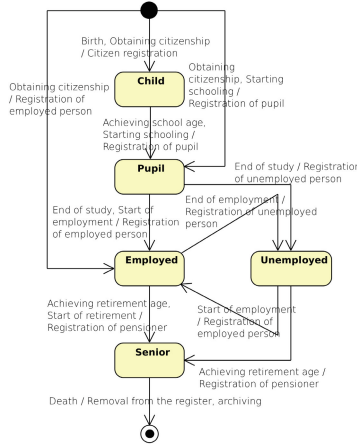 Birth, Obtaining citizenship
/ Citizen registration
Obtaining
citizenship, Starting
schooling /
Registration of pupil
Child
Obtaining citizenship
/ Registration of
employed person
Achieving school age,
Starting schooling /
Registration of pupil
Pupil
End of study / Registration
of unemployed person
End of study, Start of
employment / Registration
of employed person
End of employment /
Registration of unemployed
person
Employed
Unemployed
Achieving retirement age,
Start of retirement /
Registration of pensioner
Start of employment
/ Registration of
employed person
Senior
Achieving retirement age /
Registration of pensioner
Death / Removal from the register, archiving